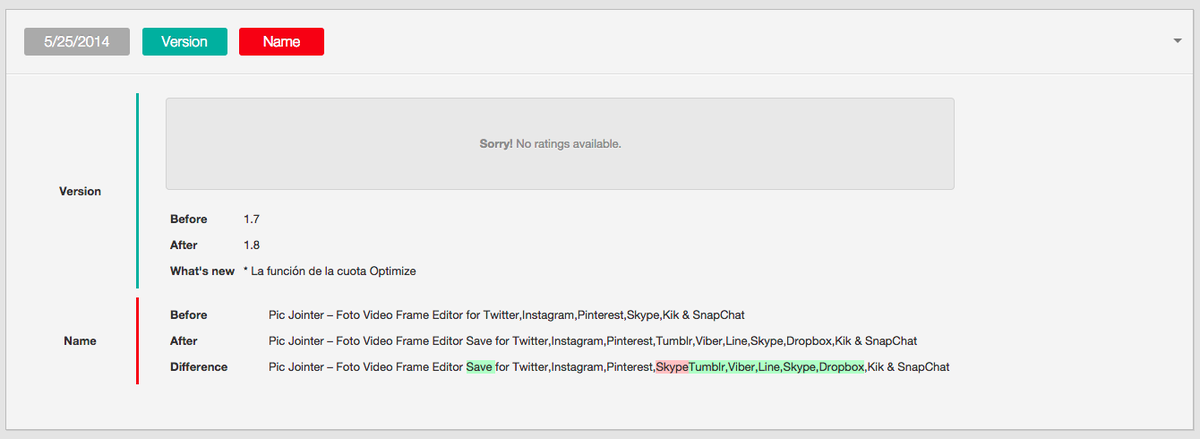 5/25/2014 Version Name
Sorry! No ratings available.
Version
Before 1.7
After 1.8
What's new * La función de la cuota Optimize
Name
Before Pic Jointer – Foto Video Frame Editor for Twitter,Instagram,Pinterest,Skype,Kik & SnapChat
After Pic Jointer – Foto Video Frame Editor Save for Twitter,Instagram,Pinterest,Tumblr,Viber,Line,Skype,Dropbox,Kik & SnapChat
Difference Pic Jointer – Foto Video Frame Editor Save for Twitter,Instagram,Pinterest,SkypeTumblr,Viber,Line,Skype,Dropbox,Kik & SnapChat